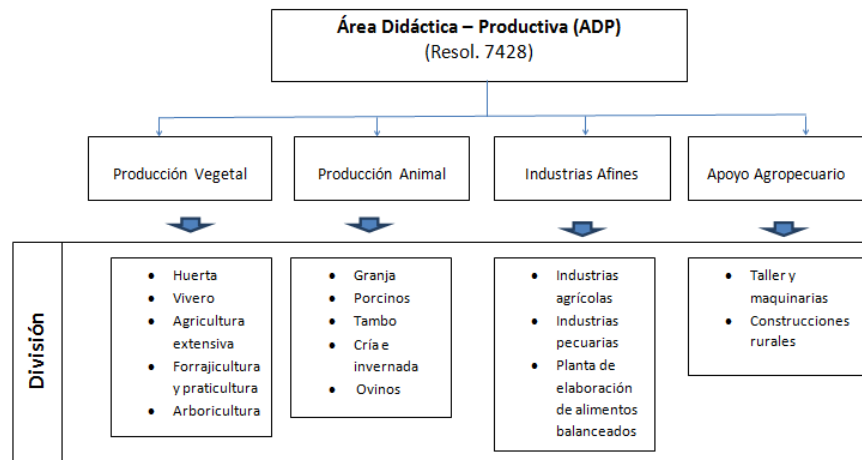 Área Didáctica – Productiva (ADP)
(Resol. 7428)
Producción Vegetal
Producción Animal
Industrias Afines
Apoyo Agropecuario
División
• Huerta
• Vivero
• Agricultura
extensiva
• Forrajicultura
y praticultura
• Arboricultura
• Granja
• Porcinos
• Tambo
• Cría e
invernada
• Ovinos
• Industrias
agrícolas
• Industrias
pecuarias
• Planta de
elaboración
de alimentos
balanceados
• Taller y
maquinarias
• Construcciones
rurales